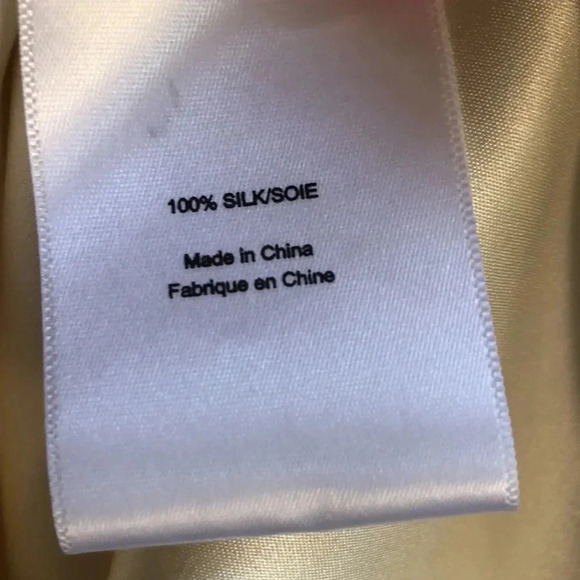 100% SILK/SOIE
Made in China
Fabrique en Chine